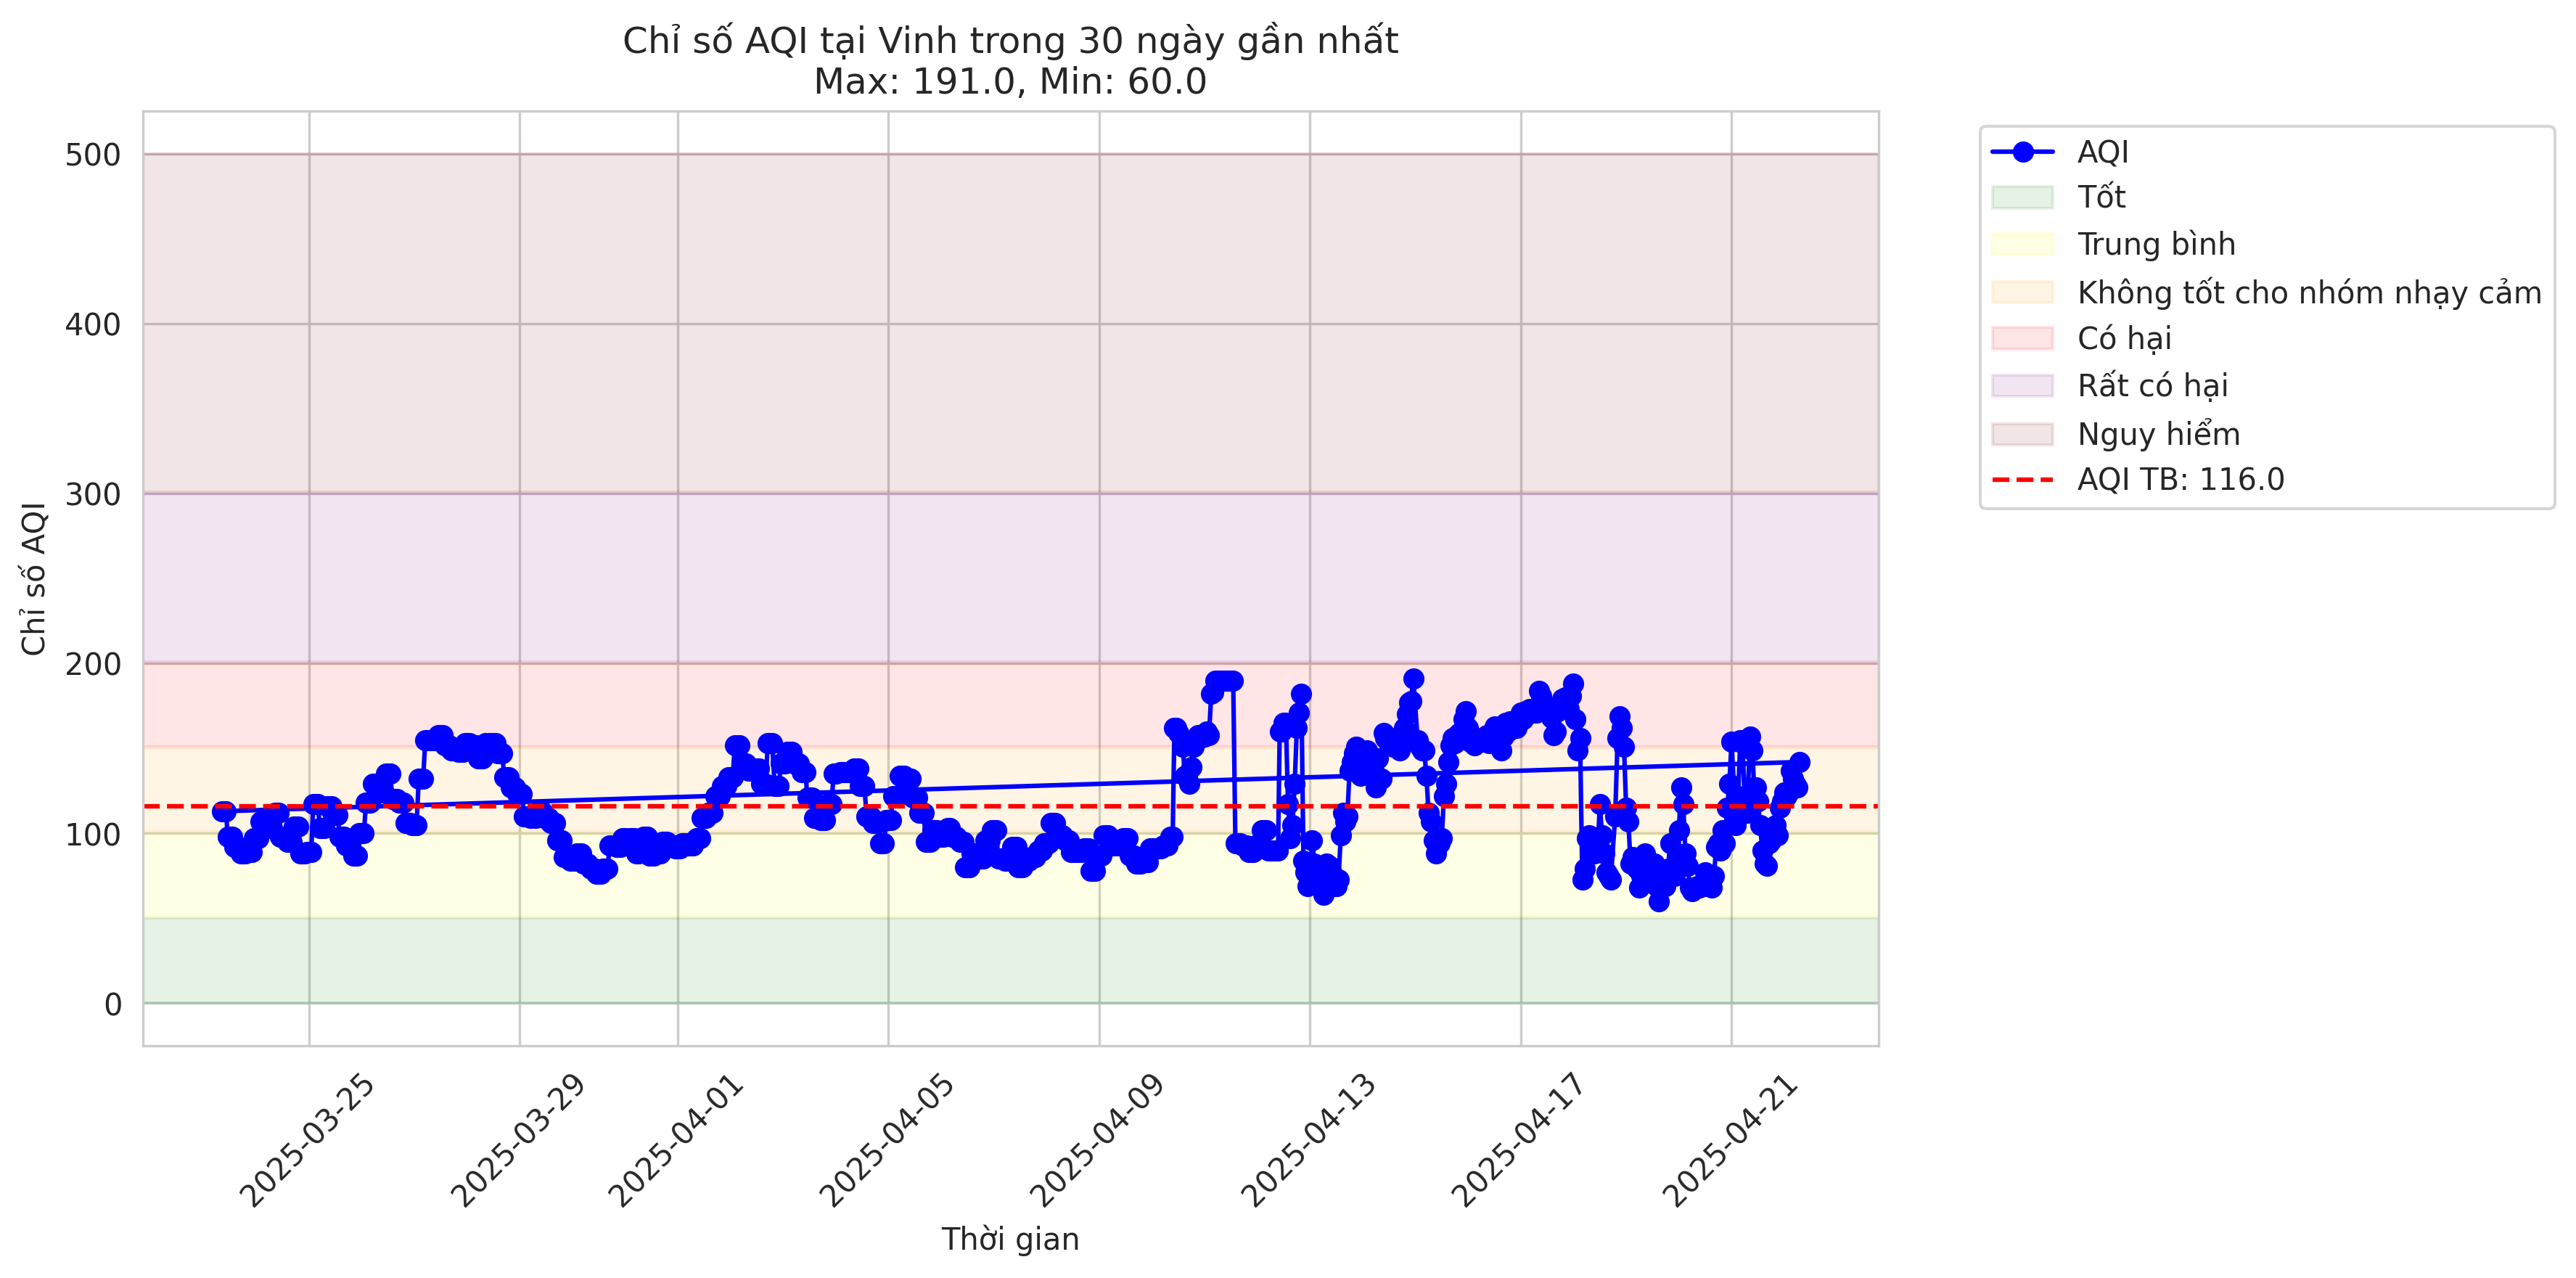 Chỉ số AQI tại Vinh trong 30 ngày gần nhất
Max: 191.0, Min: 60.0
Chỉ số AQI
500
400
300
200
100
0
2025-03-25
2025-03-29
2025-04-01
2025-04-05
2025-04-09
2025-04-13
2025-04-17
2025-04-21
Thời gian
AQI
Tốt
Trung bình
Không tốt cho nhóm nhạy cảm
Có hại
Rất có hại
Nguy hiểm
AQI TB: 116.0